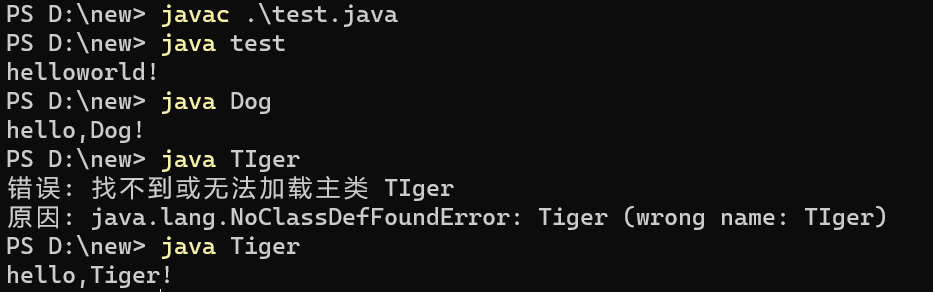 PS D:\new> javac .\test.java
PS D:\new> java test
helloworld!
PS D:\new> java Dog
hello,Dog!
PS D:\new> java TIger
错误: 找不到或无法加载主类 TIger
原因: java.lang.NoClassDefFoundError: Tiger (wrong name: TIger)
PS D:\new> java Tiger
hello,Tiger!